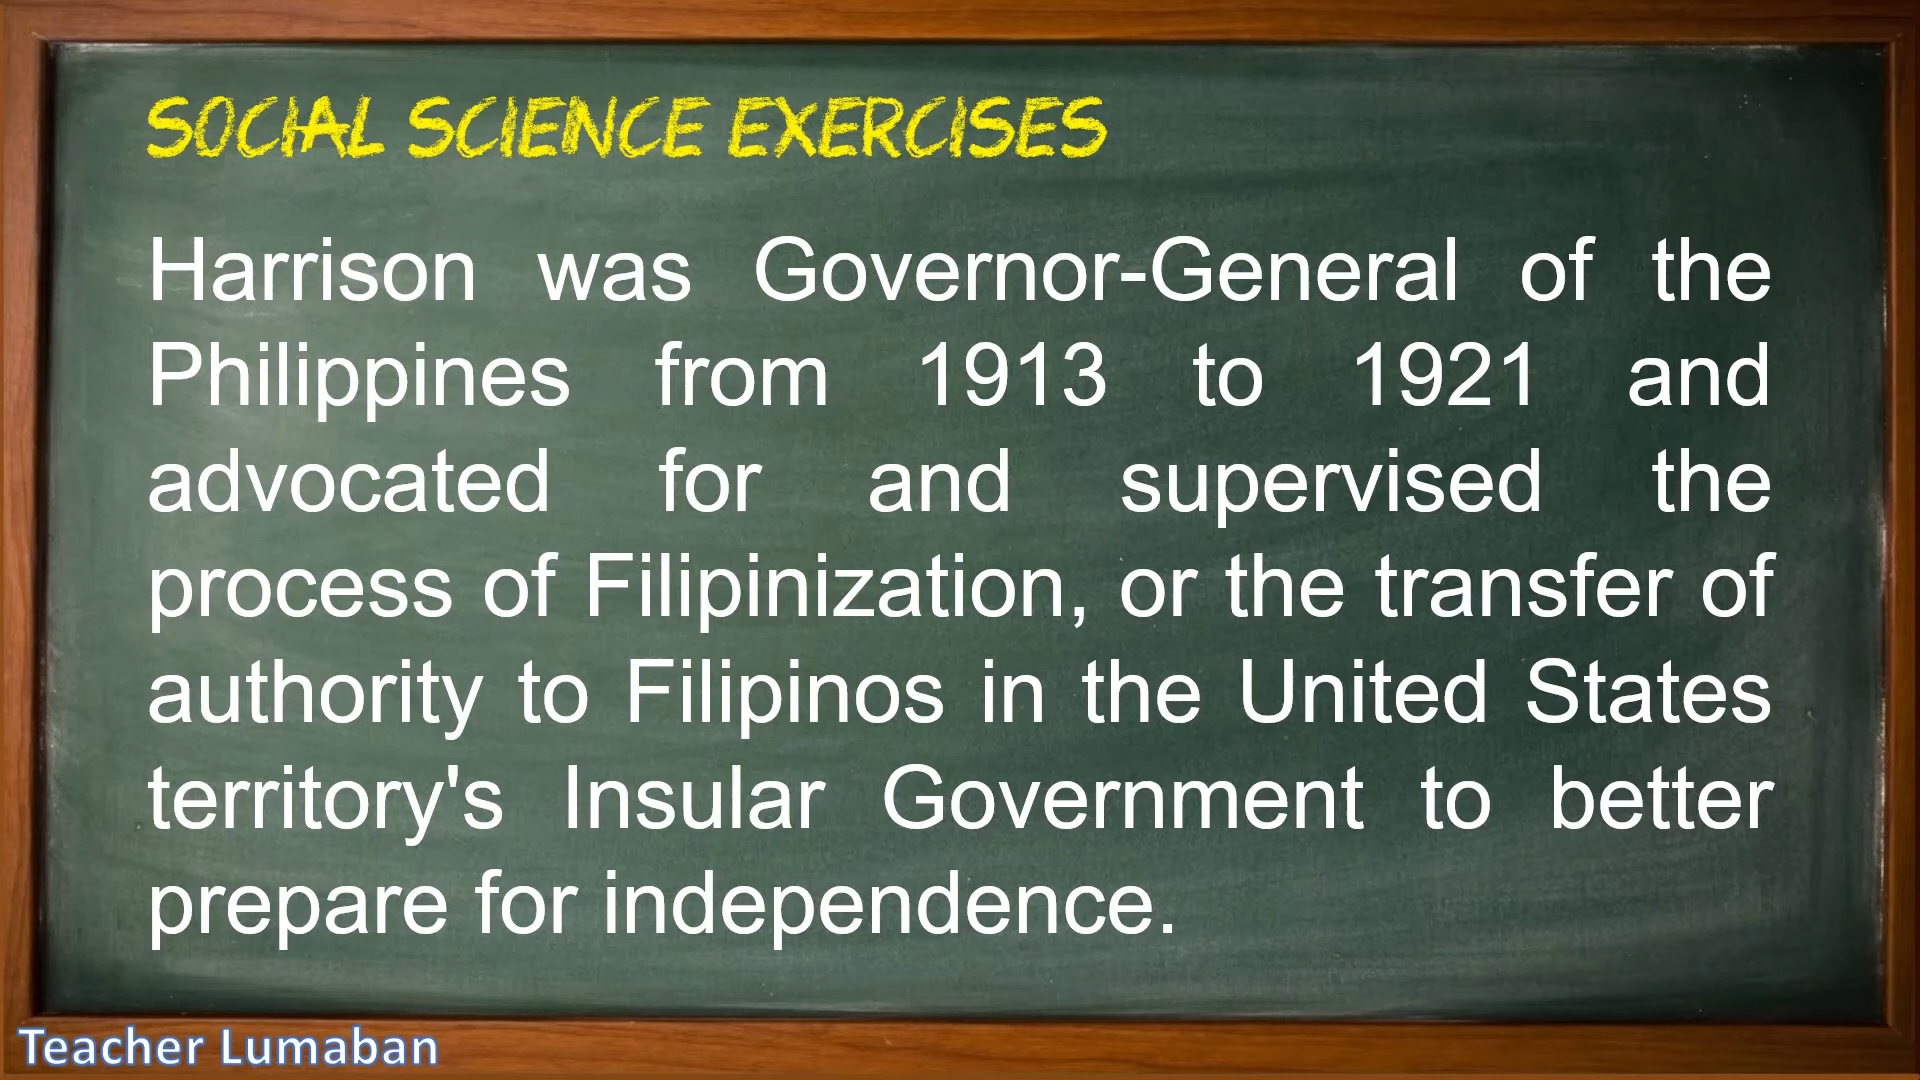 SOCIAL SCIENCE EXERCISES
Harrison was Governor-General of the
Philippines from 1913 to 1921 and
advocated for and supervised the
process of Filipinization, or the transfer of
authority to Filipinos in the United States
territory's Insular Government to better
prepare for independence.
Teacher Lumaban